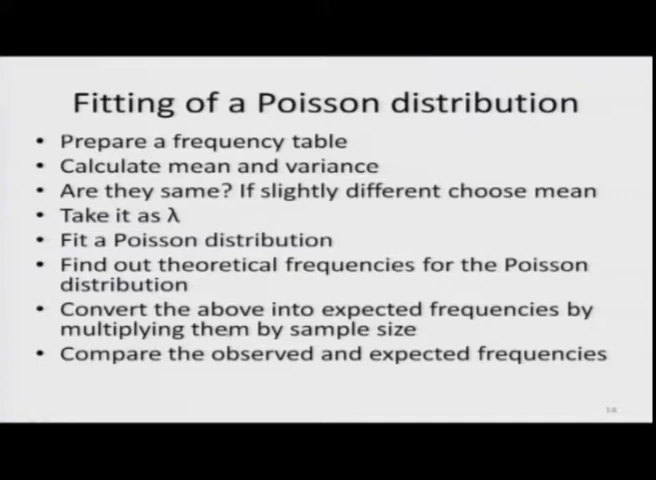 Fitting of a Poisson distribution
• Prepare a frequency table
• Calculate mean and variance
• Are they same? If slightly different choose mean
• Take it as λ
• Fit a Poisson distribution
• Find out theoretical frequencies for the Poisson
distribution
• Convert the above into expected frequencies by
multiplying them by sample size
• Compare the observed and expected frequencies